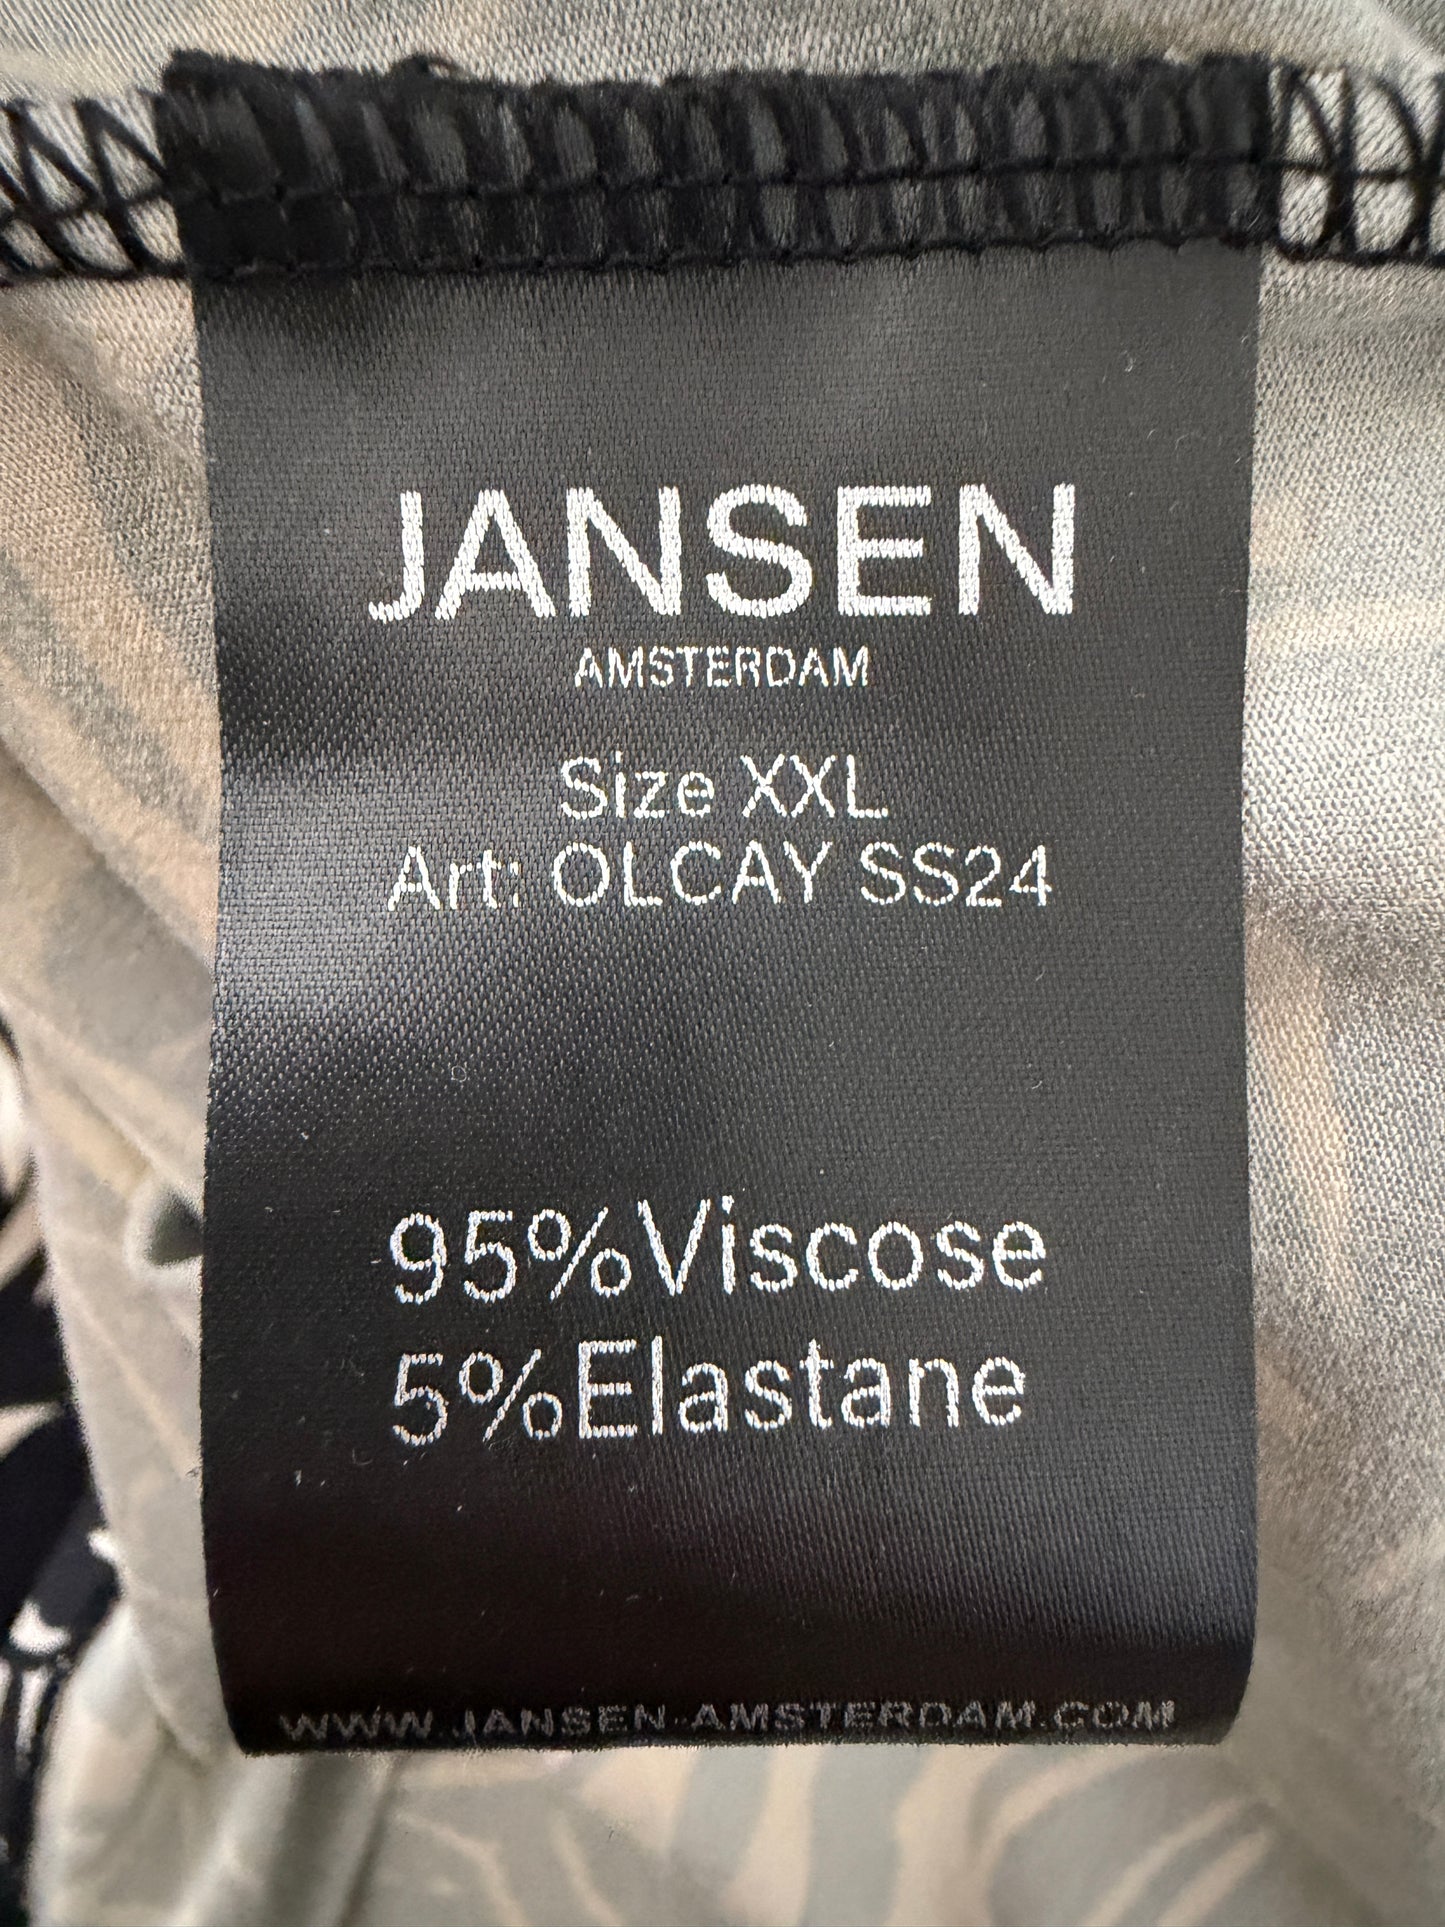 JANSEN
AMSTERDAM
Size XXL
Art: OLCAY SS24
95%Viscose
5%Elastane
WWW.JANSEN-AMSTERDAM.COM